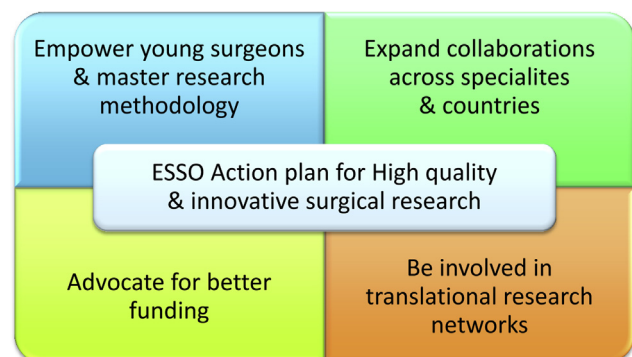 Empower young surgeons
& master research
methodology
Expand collaborations
across specialites
& countries
ESSO Action plan for High quality
& innovative surgical research
Advocate for better
funding
Be involved in
translational research
networks